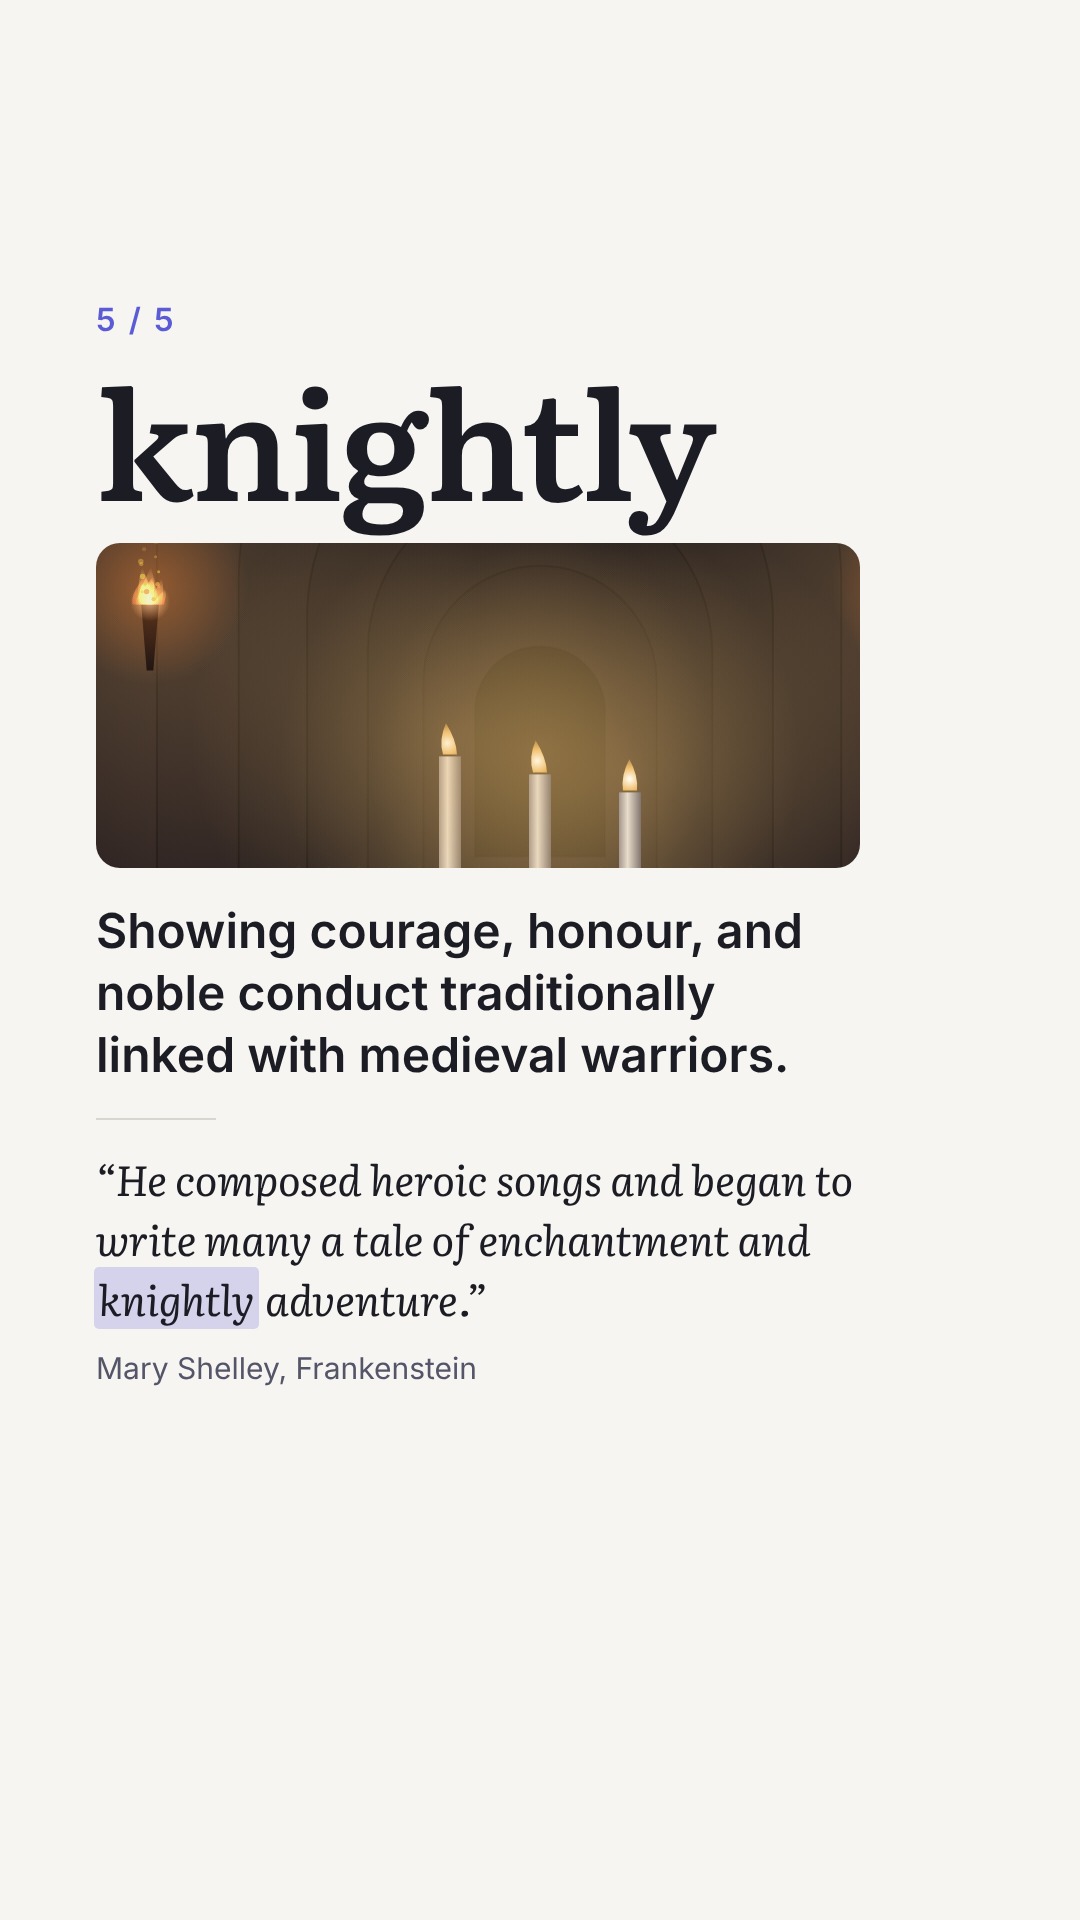 5 / 5
knightly
Showing courage, honour, and
noble conduct traditionally
linked with medieval warriors.
“He composed heroic songs and began to
write many a tale of enchantment and
knightly adventure.”
Mary Shelley, Frankenstein